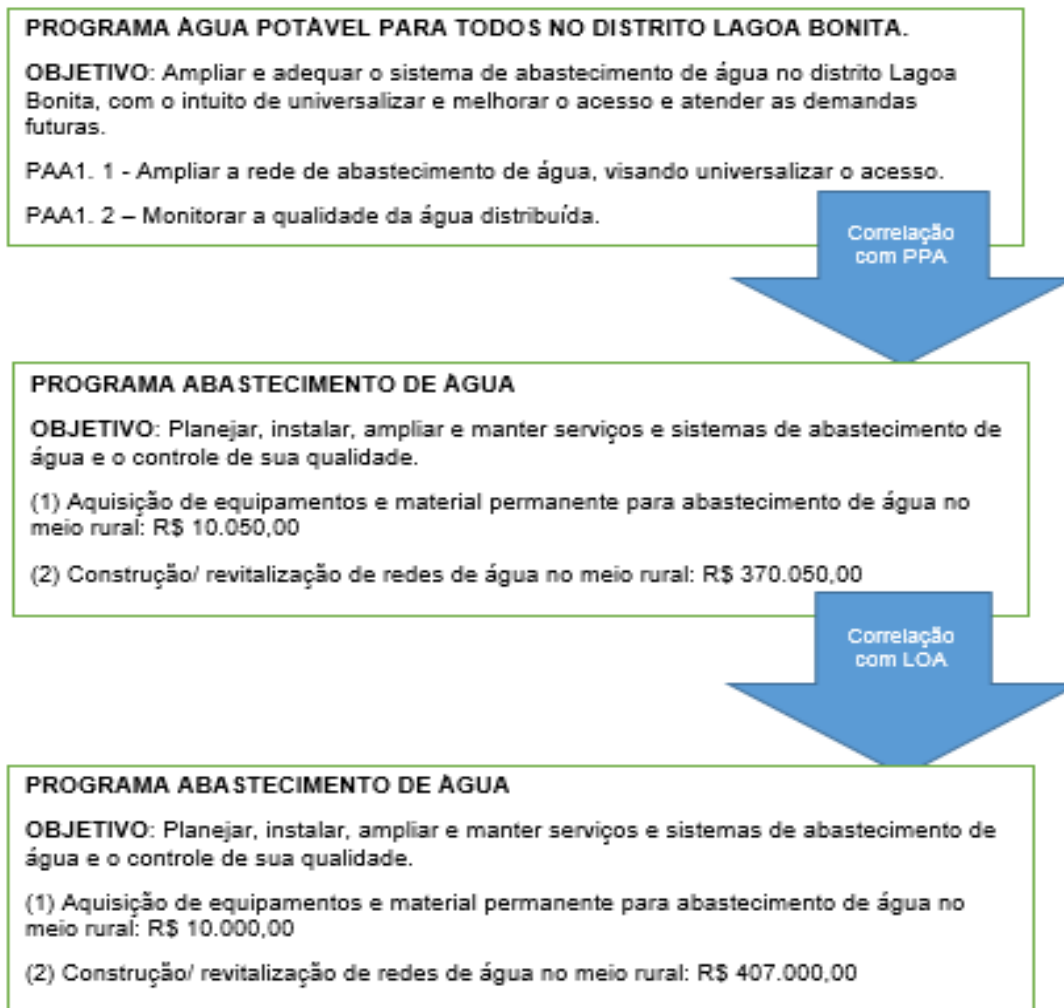 PROGRAMA ÀGUA POTÀVEL PARA TODOS NO DISTRITO LAGOA BONITA.
OBJETIVO: Ampliar e adequar o sistema de abastecimento de água no distrito Lagoa
Bonita, com o intuito de universalizar e melhorar o acesso e atender as demandas
futuras.
PAA1. 1 - Ampliar a rede de abastecimento de água, visando universalizar o acesso.
PAA1. 2 – Monitorar a qualidade da água distribuída.
Correlação
com PPA
PROGRAMA ABASTECIMENTO DE ÀGUA
OBJETIVO: Planejar, instalar, ampliar e manter serviços e sistemas de abastecimento de
água e o controle de sua qualidade.
(1) Aquisição de equipamentos e material permanente para abastecimento de água no
meio rural: R$ 10.050,00
(2) Construção/ revitalização de redes de água no meio rural: R$ 370.050,00
Correlação
com LOA
PROGRAMA ABASTECIMENTO DE ÀGUA
OBJETIVO: Planejar, instalar, ampliar e manter serviços e sistemas de abastecimento de
água e o controle de sua qualidade.
(1) Aquisição de equipamentos e material permanente para abastecimento de água no
meio rural: R$ 10.000,00
(2) Construção/ revitalização de redes de água no meio rural: R$ 407.000,00